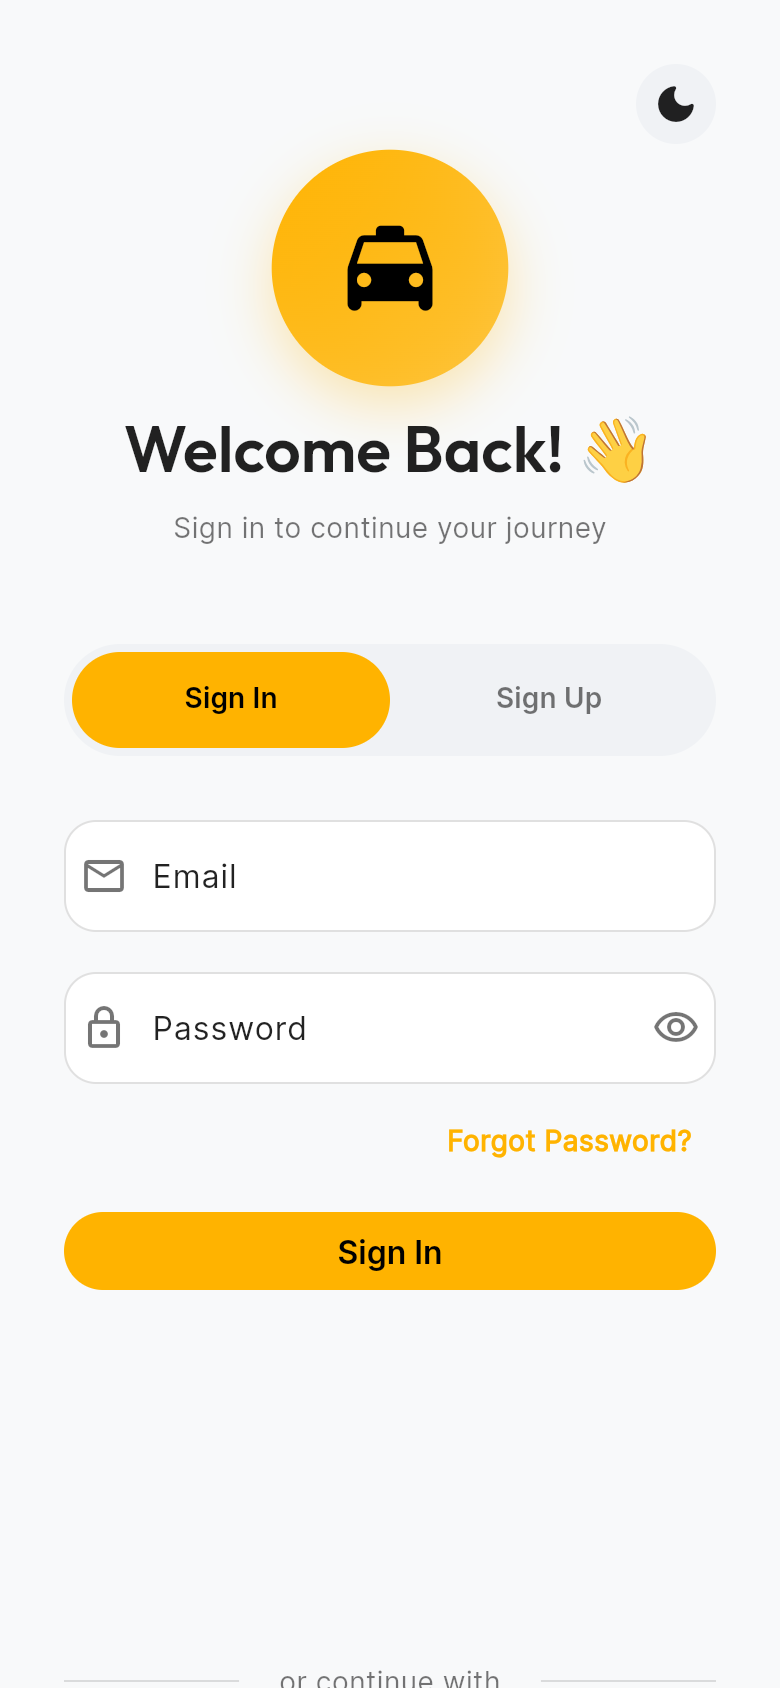 Welcome Back! 👋
Sign in to continue your journey
Sign In
Sign Up
Email
Password
Forgot Password?
Sign In
or continue with